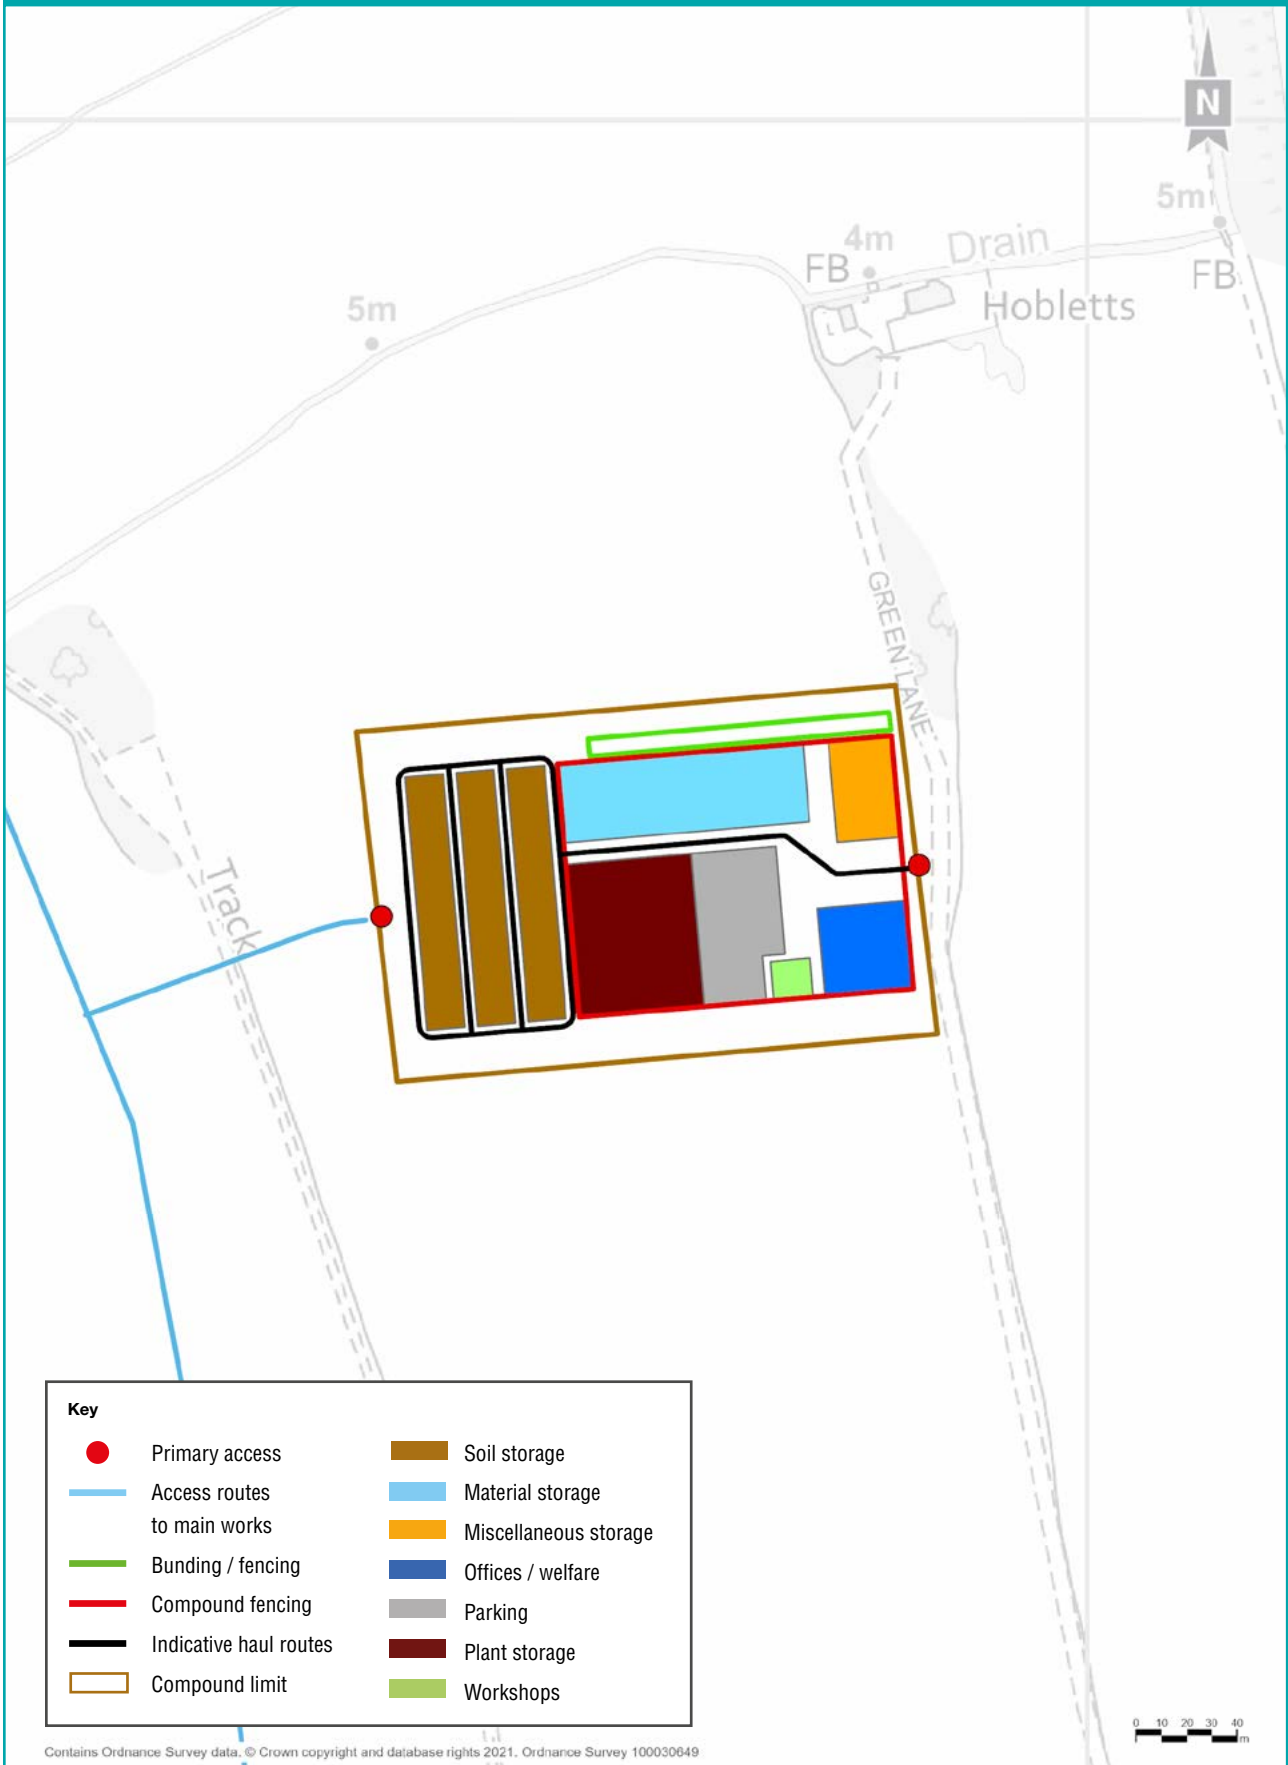 N
5m
4m
Drain
FB
FB
Hobletts
5m
GREEN LANE
Track
Key
Primary access
Access routes
to main works
Bunding / fencing
Compound fencing
Indicative haul routes
Compound limit
Soil storage
Material storage
Miscellaneous storage
Offices / welfare
Parking
Plant storage
Workshops
0 10 20 30 40
m
Contains Ordnance Survey data. © Crown copyright and database rights 2021. Ordnance Survey 100030649